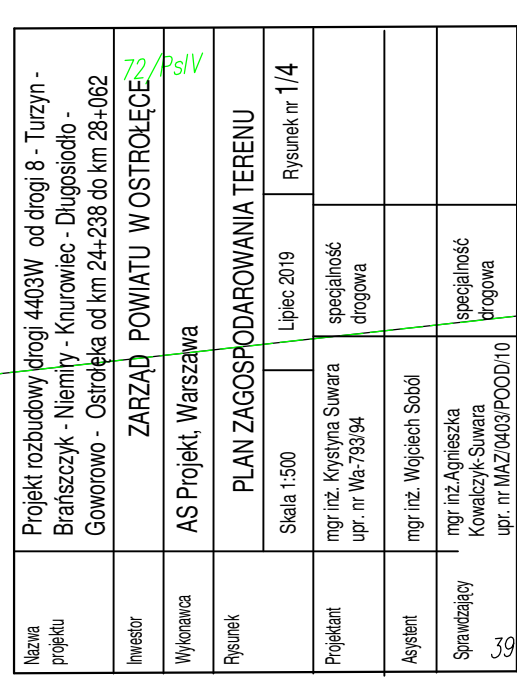 Nazwa
projektu
Projekt rozbudowy drogi 4403W od drogi 8 - Turzyn -
Brańszczyk - Niemiry - Knurowiec - Długosiodło -
Goworowo - Ostrołęka od km 24+238 do km 28+062
Inwestor
ZARZĄD POWIATU W OSTROŁĘCE
72/PsIV
Wykonawca
AS Projekt, Warszawa
Rysunek
PLAN ZAGOSPODAROWANIA TERENU
Skala 1:500
Lipiec 2019
Rysunek nr 1/4
Projektant
mgr inż. Krystyna Suwara
upr. nr Wa-793/94
specjalność
drogowa
Asystent
mgr inż. Wojciech Soból
Sprawdzający
mgr inż.Agnieszka
Kowalczyk-Suwara
upr. nr MAZ/0403/POOD/10
specjalność
drogowa
39